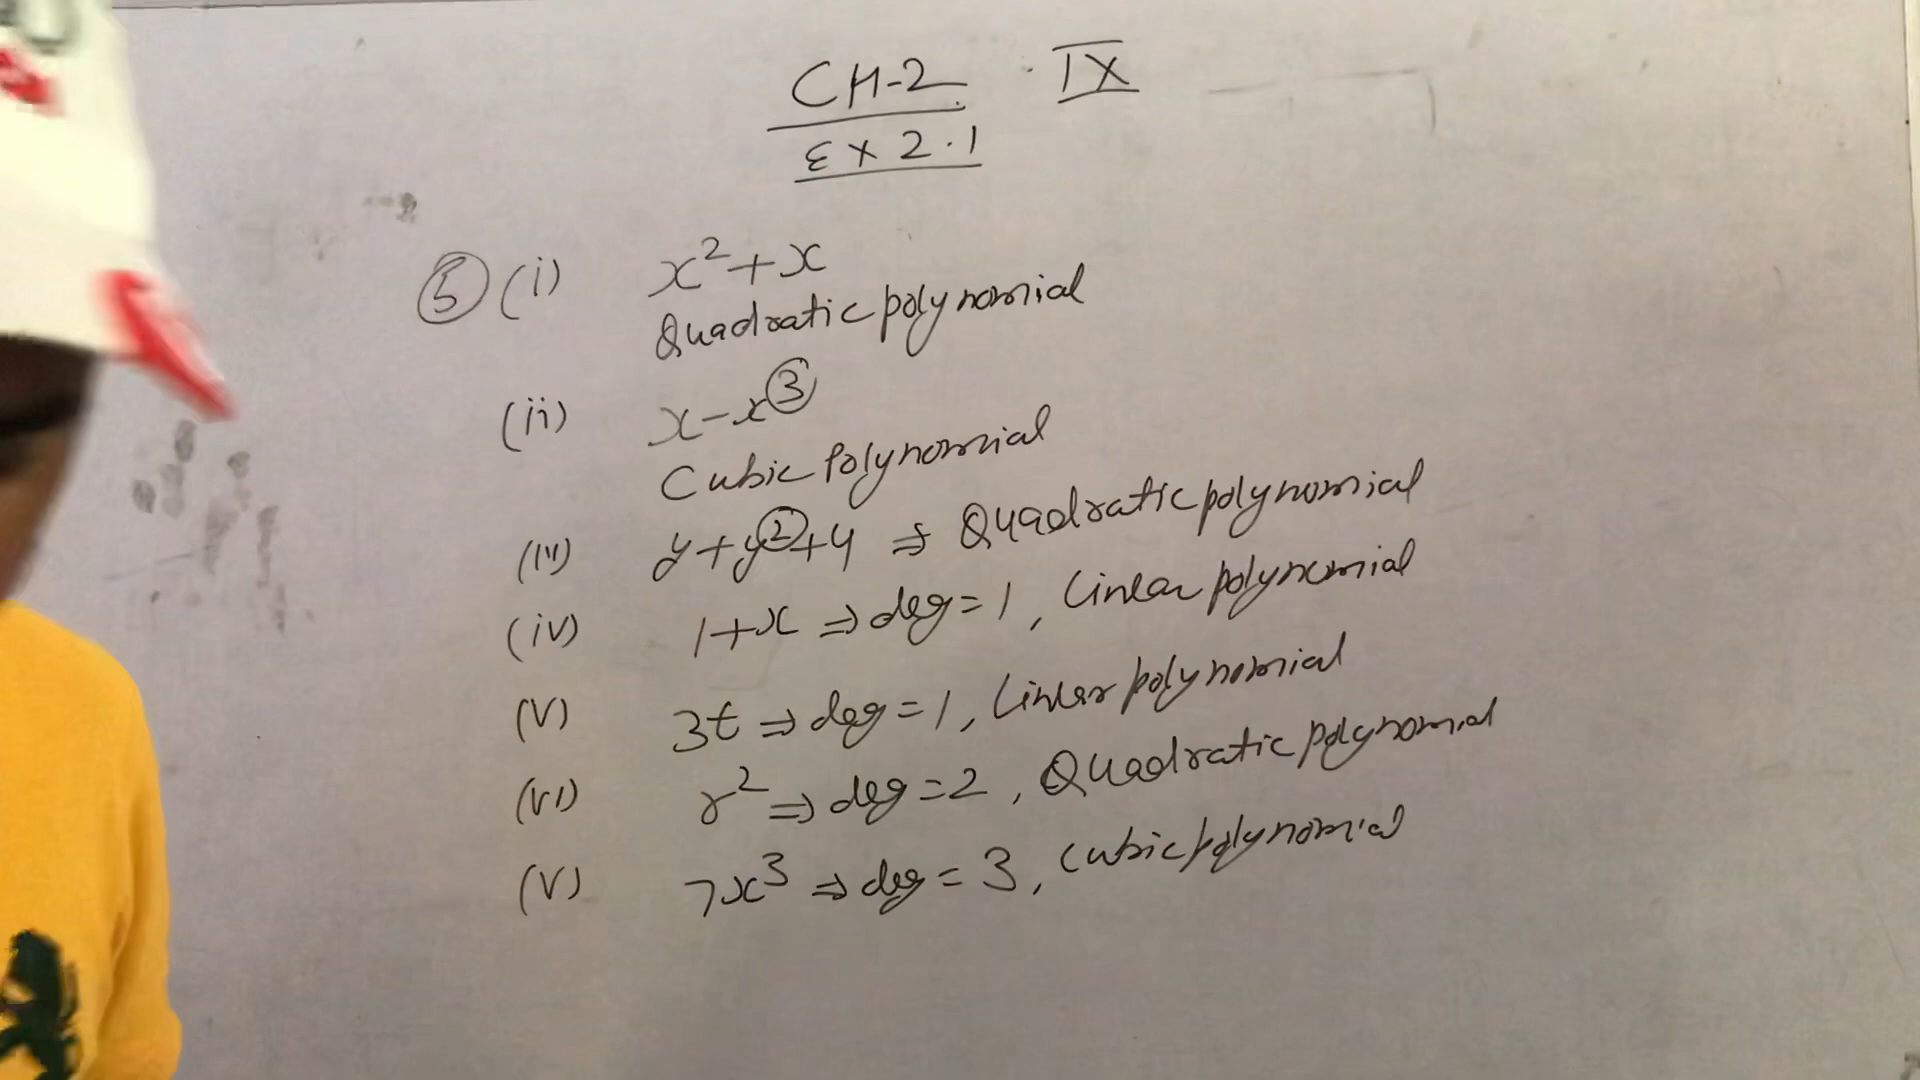 CH-2 IX
EX 2.1
5 (i) x²+x
Quadratic polynomial
(ii) x-x³
Cubic Polynomial
(iii) y+y²+4 ⇒ Quadratic polynomial
(iv) 1+x ⇒ deg=1, Linear polynomial
(V) 3t ⇒ deg=1, Linear polynomial
(VI) r² ⇒ deg=2, Quadratic polynomial
(V) 7x³ ⇒ deg=3, Cubic polynomial